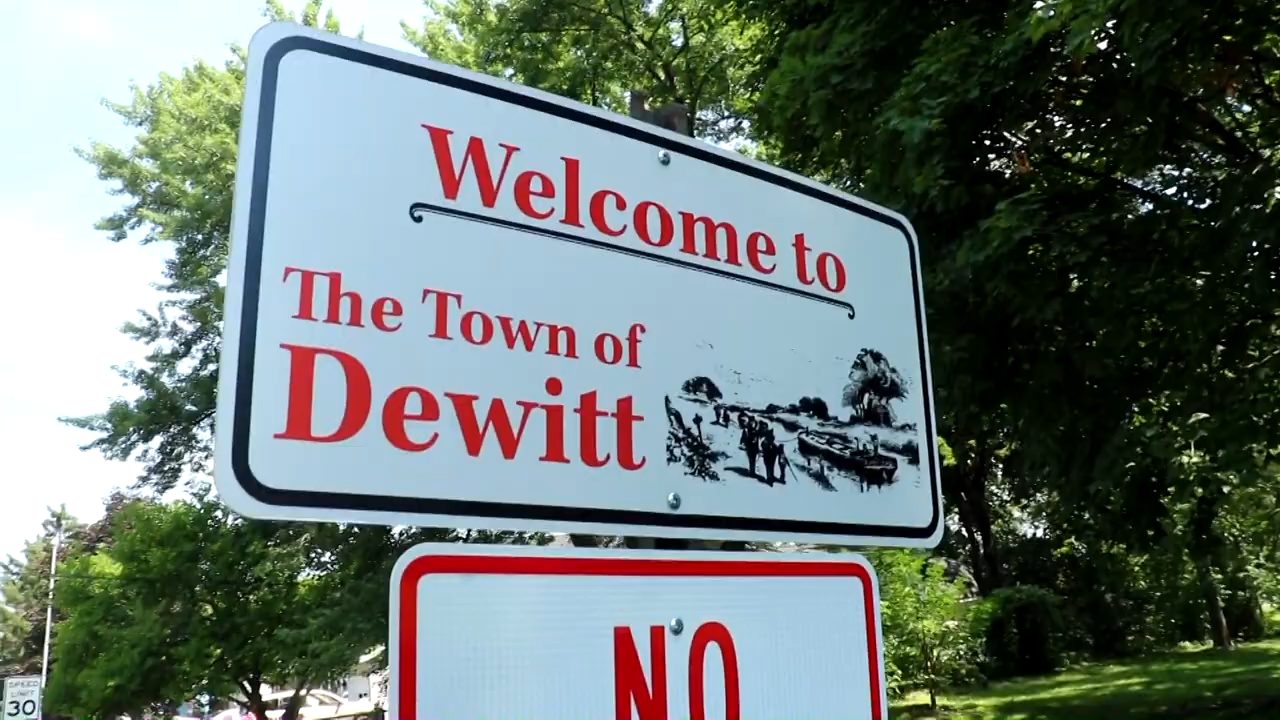 Welcome to
The Town of
Dewitt
NO
SPEED
LIMIT
30